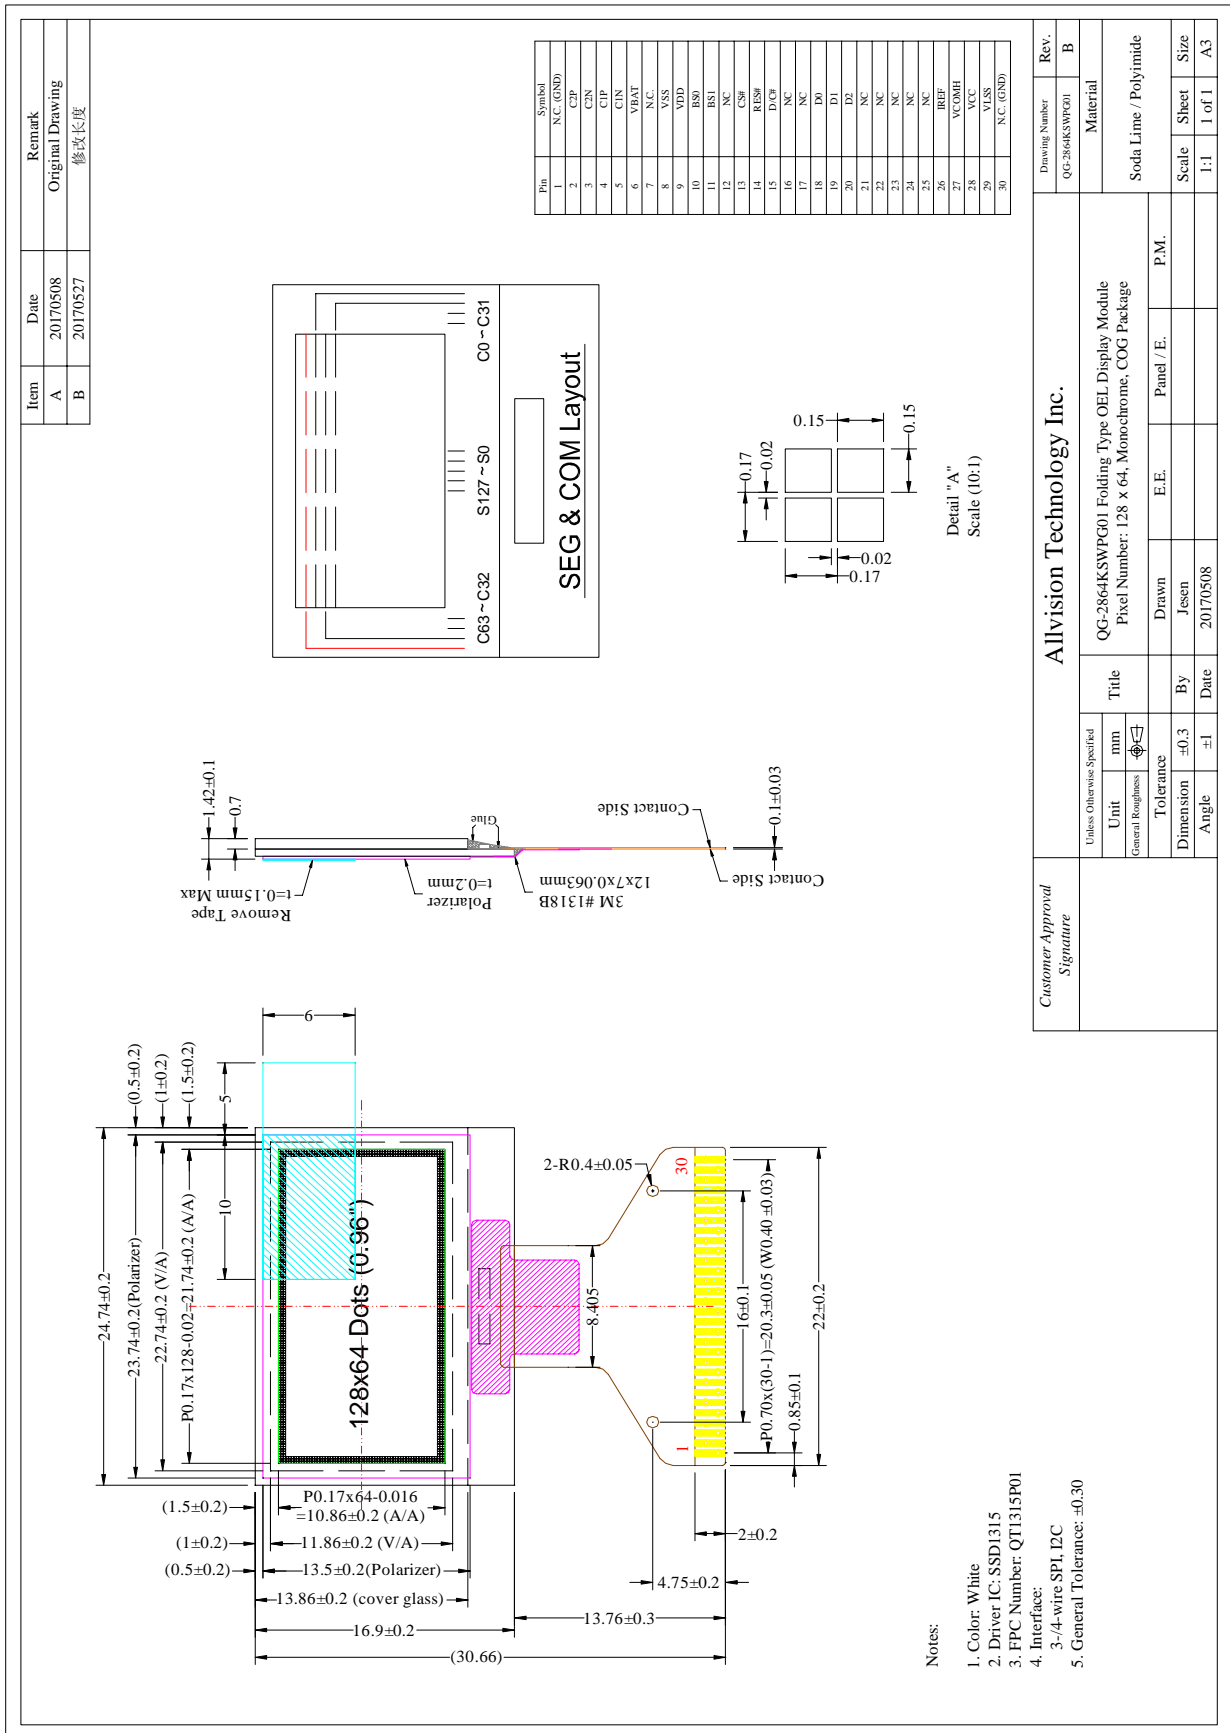 Item Date Remark
A 20170508 Original Drawing
B 20170527 修改长度
(0.5±0.2)
(1±0.2)
(1.5±0.2)
5
6
10
24.74±0.2
23.74±0.2(Polarizer)
22.74±0.2 (V/A)
P0.17x128-0.02=21.74±0.2 (A/A)
128x64 Dots (0.96")
(1.5±0.2)
P0.17x64-0.016
=10.86±0.2 (A/A)
(1±0.2)
11.86±0.2 (V/A)
(0.5±0.2)
13.5±0.2(Polarizer)
13.86±0.2 (cover glass)
16.9±0.2
13.76±0.3
(30.66)
2-R0.4±0.05
8.405
16±0.1
P0.70x(30-1)=20.3±0.05 (W0.40 ±0.03)
0.85±0.1
22±0.2
1
30
2±0.2
4.75±0.2
1.42±0.1
0.7
Remove Tape
t=0.15mm Max
Polarizer
t=0.2mm
Glue
3M #1318B
12x7x0.063mm
Contact Side
Contact Side
0.1±0.03
C63~C32 S127~S0 C0~C31
SEG & COM Layout
0.17
0.02
0.15
0.15
0.02
0.17
Detail "A"
Scale (10:1)
Pin Symbol
1 N.C. (GND)
2 C2P
3 C2N
4 C1P
5 C1N
6 VBAT
7 N.C.
8 VSS
9 VDD
10 BS0
11 BS1
12 NC
13 CS#
14 RES#
15 D/C#
16 NC
17 NC
18 D0
19 D1
20 D2
21 NC
22 NC
23 NC
24 NC
25 NC
26 IREF
27 VCOMH
28 VCC
29 VLSS
30 N.C. (GND)
Notes:
1. Color: White
2. Driver IC: SSD1315
3. FPC Number: QT1315P01
4. Interface:
3-/4-wire SPI, I2C
5. General Tolerance: ±0.30
Customer Approval
Signature
Allvision Technology Inc.
Drawing Number Rev.
QG-2864KSWPG01 B
Unless Otherwise Specified
Unit mm
General Roughness
Tolerance
Dimension ±0.3
Angle ±1
Title
QG-2864KSWPG01 Folding Type OEL Display Module
Pixel Number: 128 x 64, Monochrome, COG Package
Material
Soda Lime / Polyimide
Drawn E.E. Panel / E. P.M.
By Jesen
Date 20170508
Scale Sheet Size
1:1 1 of 1 A3